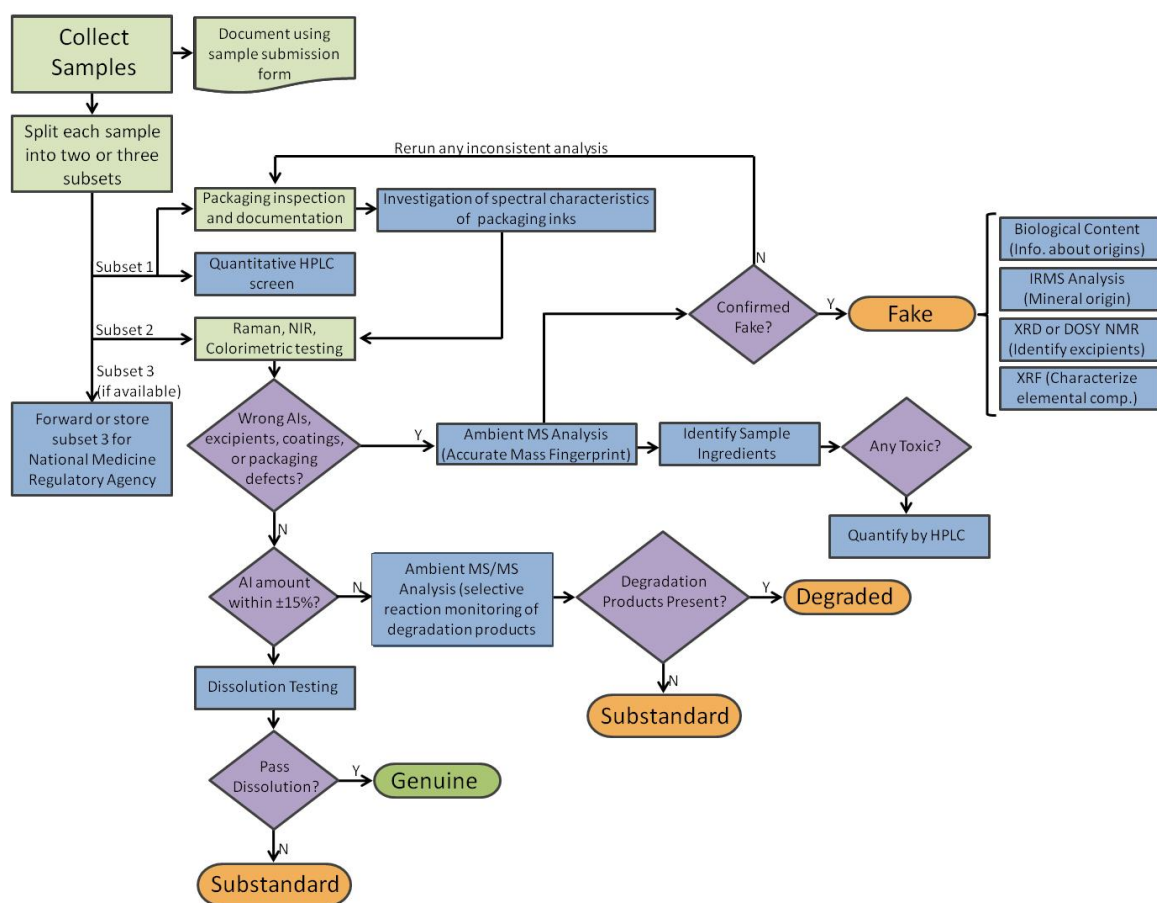 Collect
Samples
Document using
sample submission
form
Split each sample
into two or three
subsets
Rerun any inconsistent analysis
Packaging inspection
and documentation
Investigation of spectral characteristics
of packaging inks
Subset 1
Quantitative HPLC
screen
Subset 2
Raman, NIR,
Colorimetric testing
Subset 3
(if available)
Forward or store
subset 3 for
National Medicine
Regulatory Agency
N
Confirmed
Fake?
Y
Fake
Biological Content
(Info. about origins)
IRMS Analysis
(Mineral origin)
XRD or DOSY NMR
(Identify excipients)
XRF (Characterize
elemental comp.)
Wrong AIs,
excipients, coatings,
or packaging
defects?
Y
Ambient MS Analysis
(Accurate Mass Fingerprint)
Identify Sample
Ingredients
Any Toxic?
Quantify by HPLC
N
AI amount
within ±15%?
N
Ambient MS/MS
Analysis (selective
reaction monitoring of
degradation products
Degradation
Products Present?
Y
Degraded
N
Substandard
Dissolution Testing
Pass
Dissolution?
Y
Genuine
N
Substandard